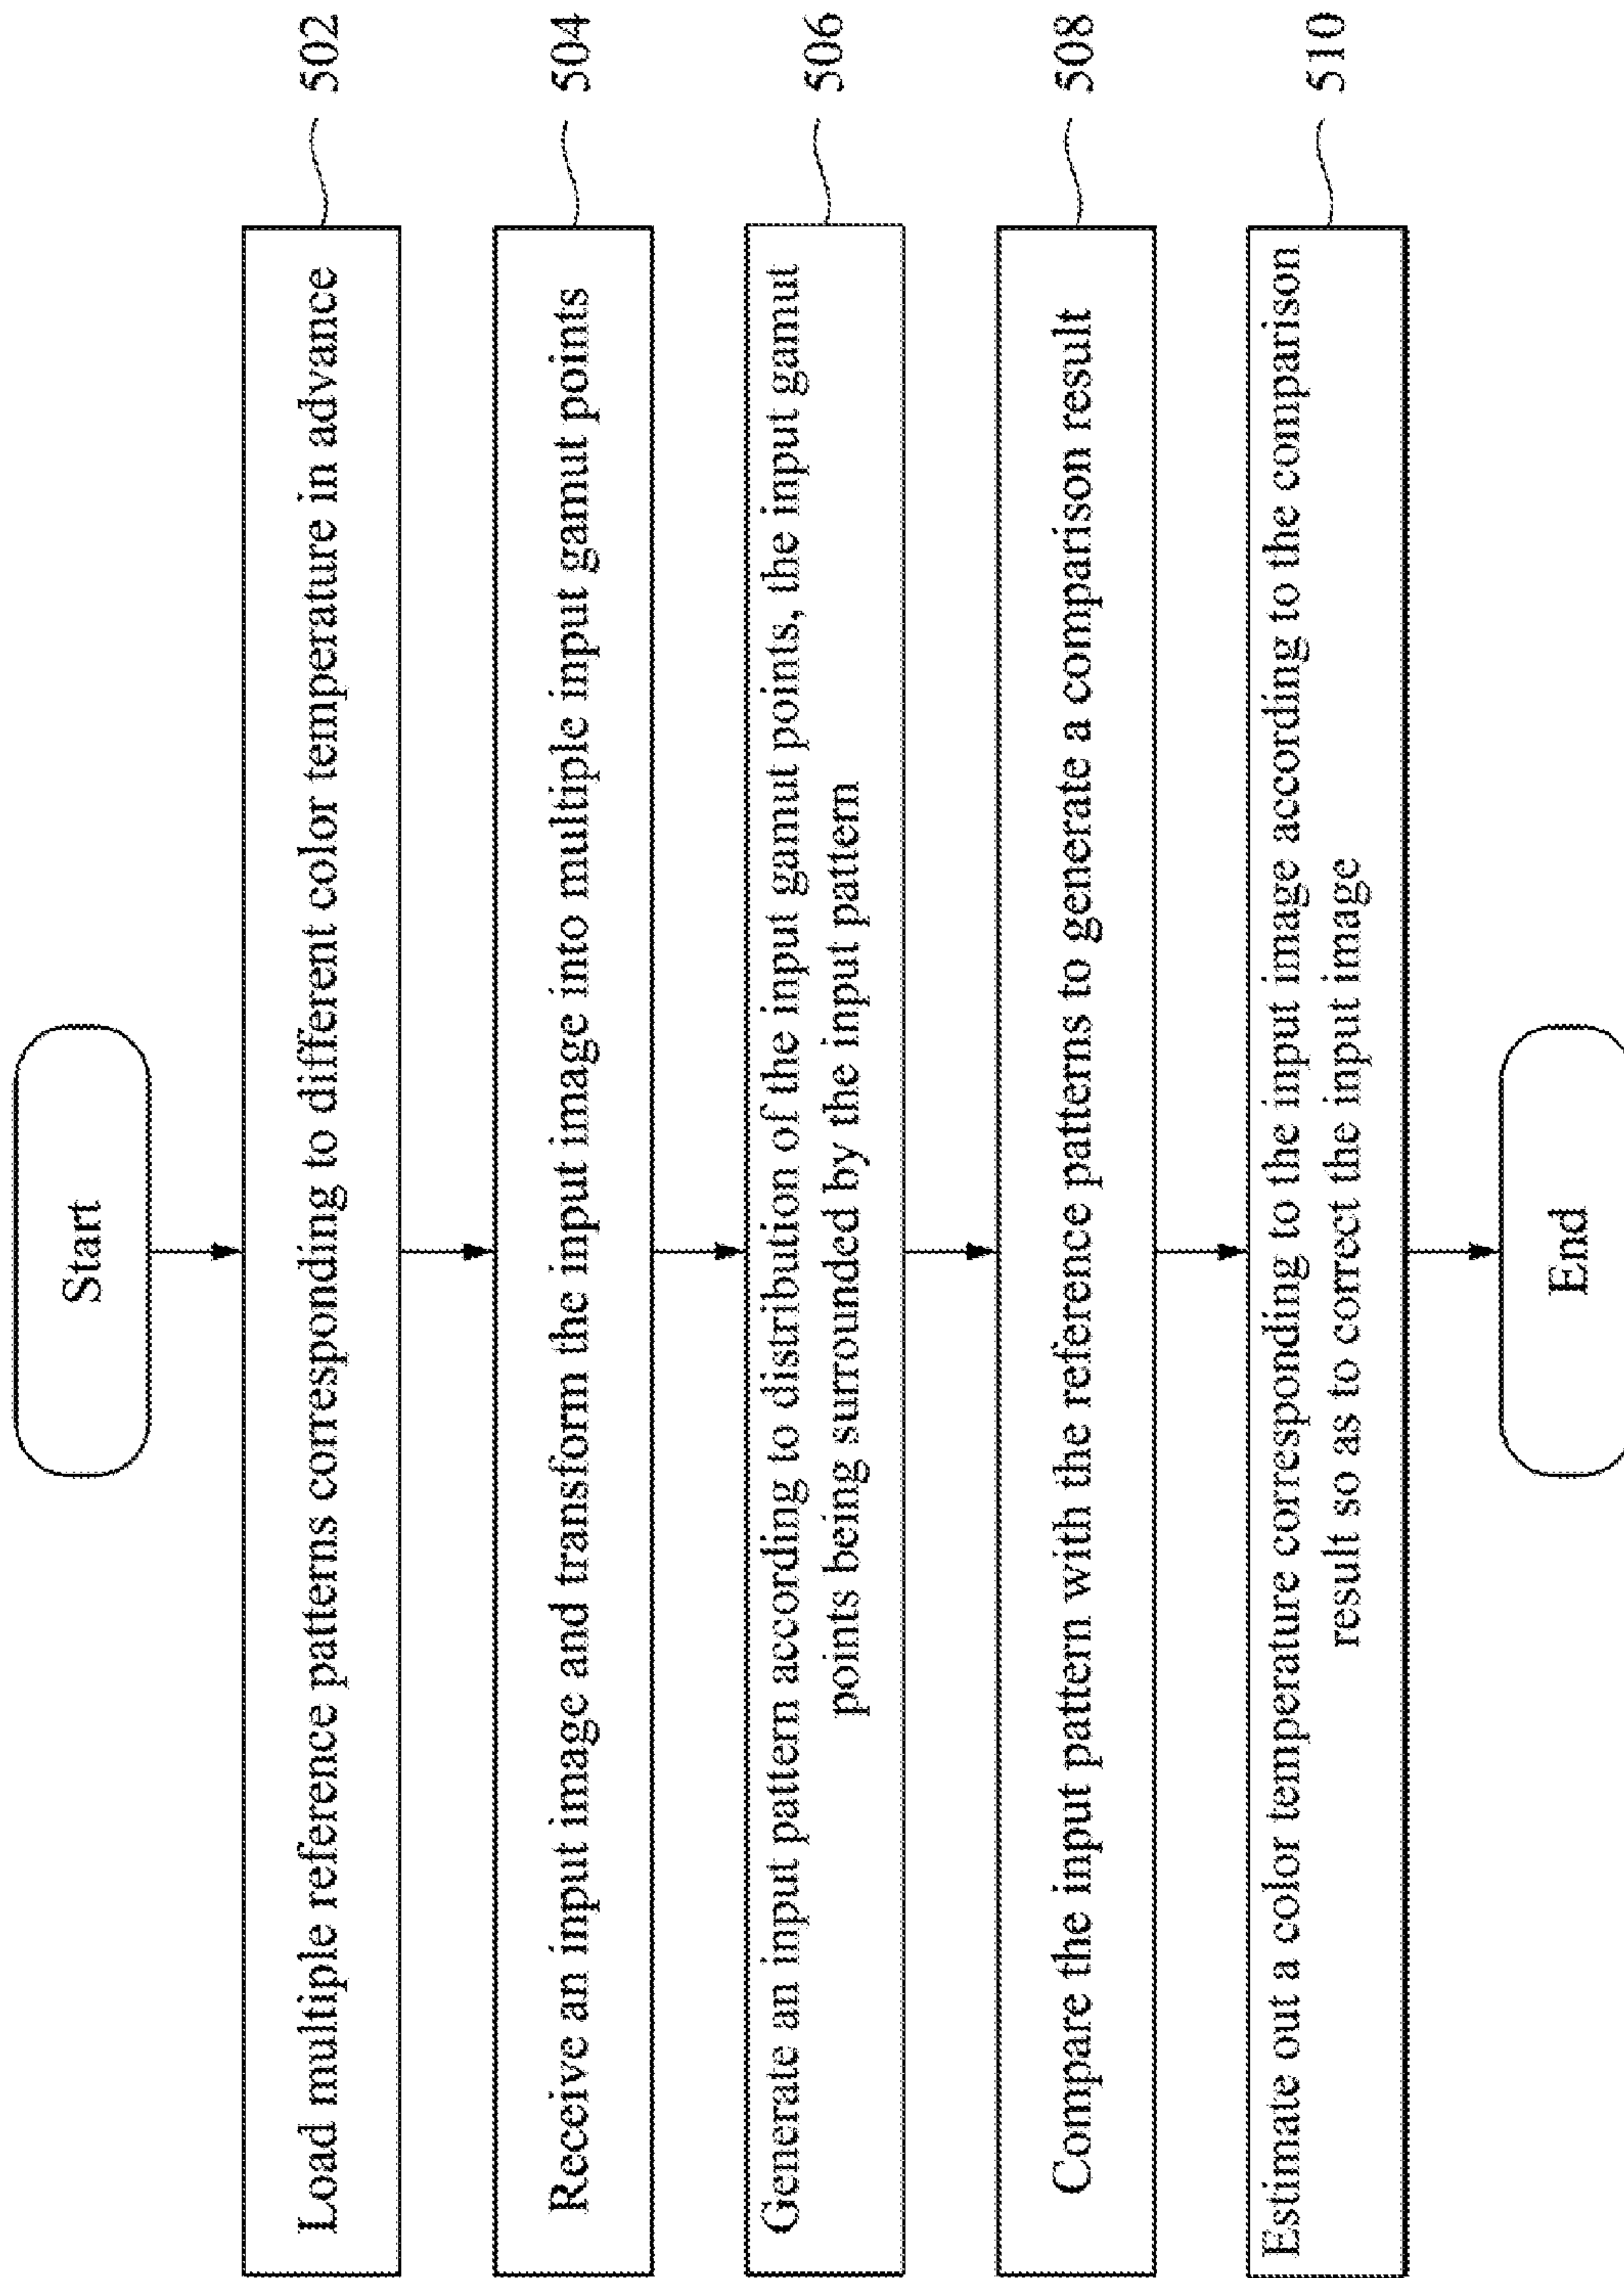 Start
Load multiple reference patterns corresponding to different color temperature in advance
502
Receive an input image and transform the input image into multiple input gamut points
504
Generate an input pattern according to distribution of the input gamut points, the input gamut
points being surrounded by the input pattern
506
Compare the input pattern with the reference patterns to generate a comparison result
508
Estimate out a color temperature corresponding to the input image according to the comparison
result so as to correct the input image
510
End